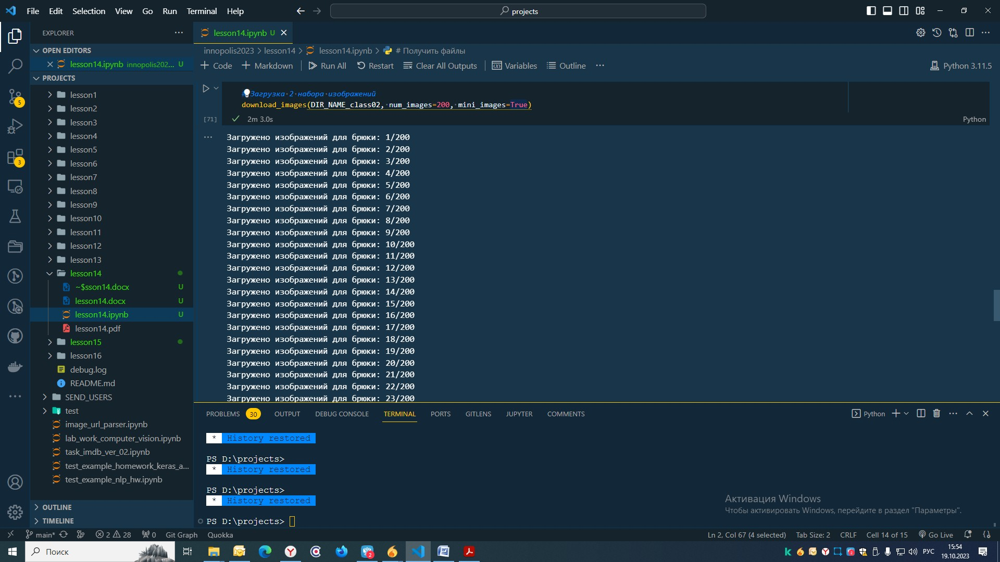 File Edit Selection View Go Run Terminal Help
projects
EXPLORER
OPEN EDITORS
lesson14.ipynb innopolis202... U
PROJECTS
lesson1
lesson2
lesson3
lesson4
lesson5
lesson6
lesson7
lesson8
lesson9
lesson10
lesson11
lesson12
lesson13
lesson14
~$sson14.docx U
lesson14.docx U
lesson14.ipynb U
lesson14.pdf
lesson15
lesson16
debug.log
README.md
SEND_USERS
test
image_url_parser.ipynb
lab_work_computer_vision.ipynb
task_imdb_ver_02.ipynb
test_example_homework_keras_a...
test_example_nlp_hw.ipynb
OUTLINE
TIMELINE
5
3
lesson14.ipynb U
innopolis2023 > lesson14 > lesson14.ipynb > # Получить файлы
Code Markdown Run All Restart Clear All Outputs Variables Outline ... Python 3.11.5
# Загрузка 2 набора изображений
download_images(DIR_NAME_class02, num_images=200, mini_images=True)
[71] 2m 3.0s Python
Загружено изображений для брюки: 1/200
Загружено изображений для брюки: 2/200
Загружено изображений для брюки: 3/200
Загружено изображений для брюки: 4/200
Загружено изображений для брюки: 5/200
Загружено изображений для брюки: 6/200
Загружено изображений для брюки: 7/200
Загружено изображений для брюки: 8/200
Загружено изображений для брюки: 9/200
Загружено изображений для брюки: 10/200
Загружено изображений для брюки: 11/200
Загружено изображений для брюки: 12/200
Загружено изображений для брюки: 13/200
Загружено изображений для брюки: 14/200
Загружено изображений для брюки: 15/200
Загружено изображений для брюки: 16/200
Загружено изображений для брюки: 17/200
Загружено изображений для брюки: 18/200
Загружено изображений для брюки: 19/200
Загружено изображений для брюки: 20/200
Загружено изображений для брюки: 21/200
Загружено изображений для брюки: 22/200
Загружено изображений для брюки: 23/200
PROBLEMS 30 OUTPUT DEBUG CONSOLE TERMINAL PORTS GITLENS JUPYTER COMMENTS Python
* History restored
PS D:\projects>
* History restored
PS D:\projects>
* History restored
PS D:\projects>
Активация Windows
Чтобы активировать Windows, перейдите в раздел "Параметры".
main* 2 28 0 Git Graph Quokka Ln 2, Col 67 (4 selected) Tab Size: 2 CRLF Cell 14 of 15 Go Live
Поиск
2
РУС
15:54
19.10.2023